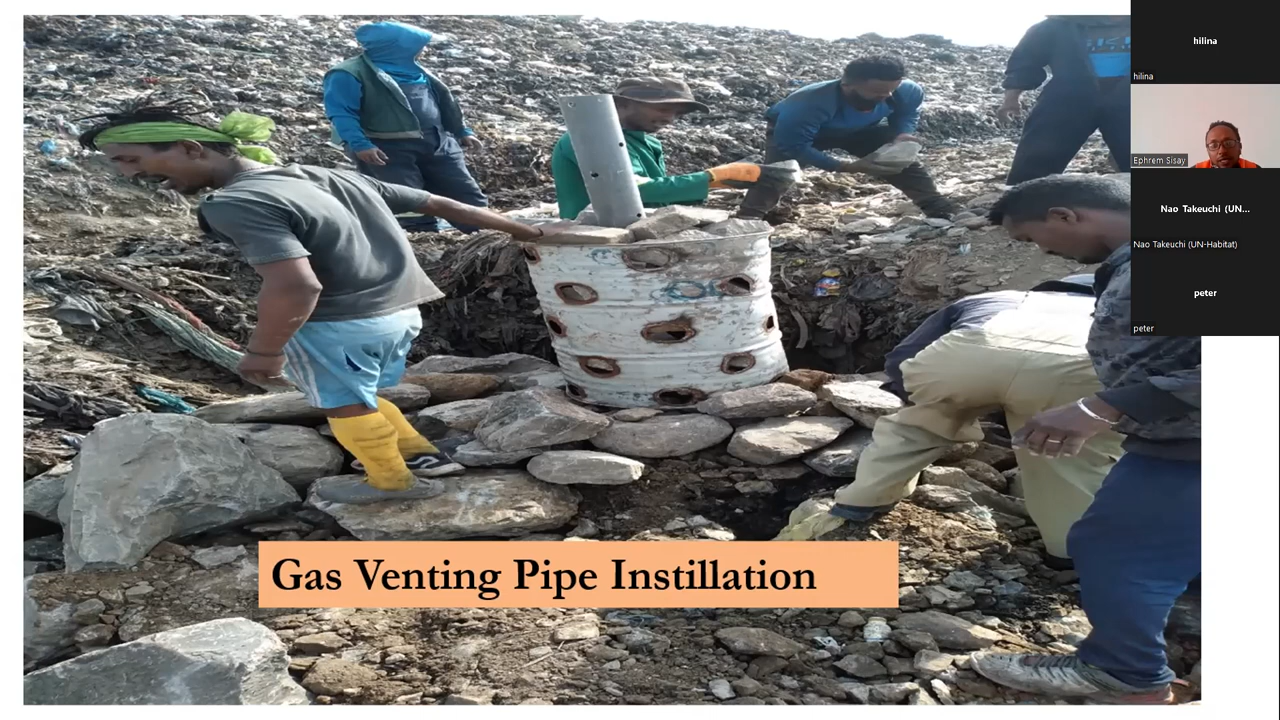 hilina
hilina
Ephrem Sisay
Nao Takeuchi (UN...
Nao Takeuchi (UN-Habitat)
peter
peter
Gas Venting Pipe Instillation